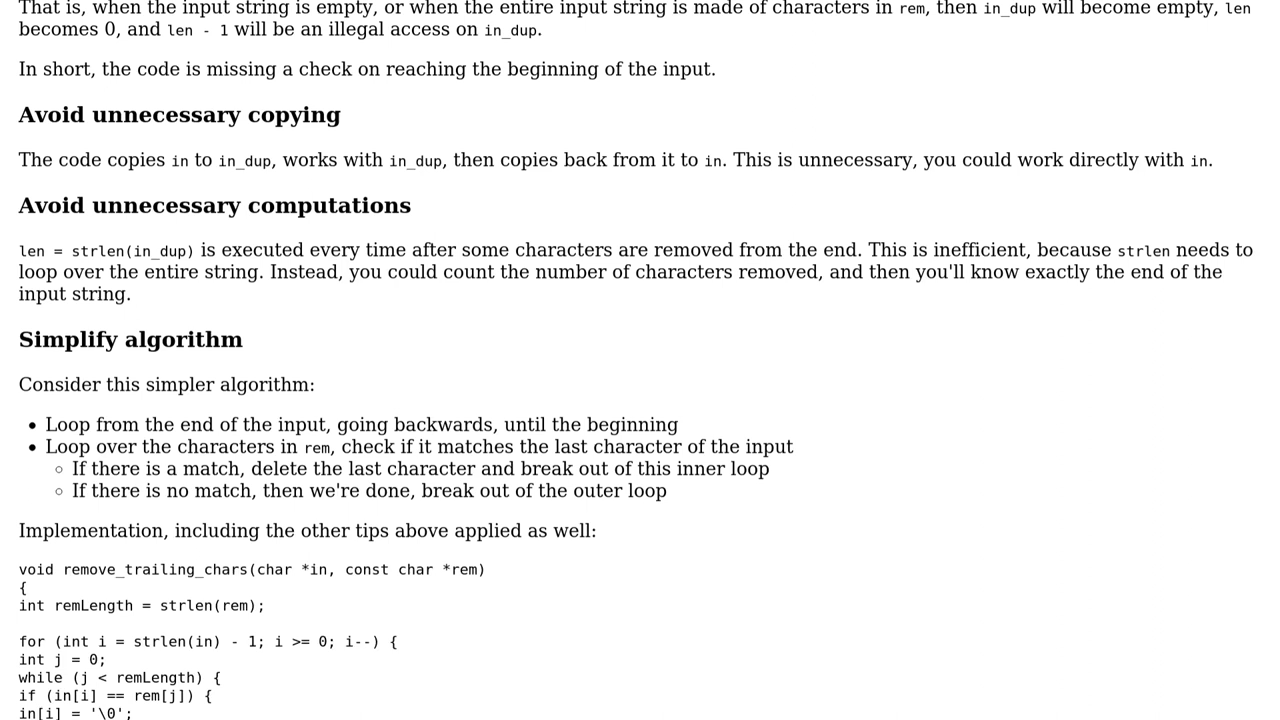 That is, when the input string is empty, or when the entire input string is made of characters in rem, then in_dup will become empty, len
becomes 0, and len - 1 will be an illegal access on in_dup.
In short, the code is missing a check on reaching the beginning of the input.
Avoid unnecessary copying
The code copies in to in_dup, works with in_dup, then copies back from it to in. This is unnecessary, you could work directly with in.
Avoid unnecessary computations
len = strlen(in_dup) is executed every time after some characters are removed from the end. This is inefficient, because strlen needs to
loop over the entire string. Instead, you could count the number of characters removed, and then you'll know exactly the end of the
input string.
Simplify algorithm
Consider this simpler algorithm:
• Loop from the end of the input, going backwards, until the beginning
• Loop over the characters in rem, check if it matches the last character of the input
◦ If there is a match, delete the last character and break out of this inner loop
◦ If there is no match, then we're done, break out of the outer loop
Implementation, including the other tips above applied as well:
void remove_trailing_chars(char *in, const char *rem)
{
int remLength = strlen(rem);
for (int i = strlen(in) - 1; i >= 0; i--) {
int j = 0;
while (j < remLength) {
if (in[i] == rem[j]) {
in[i] = '\0';